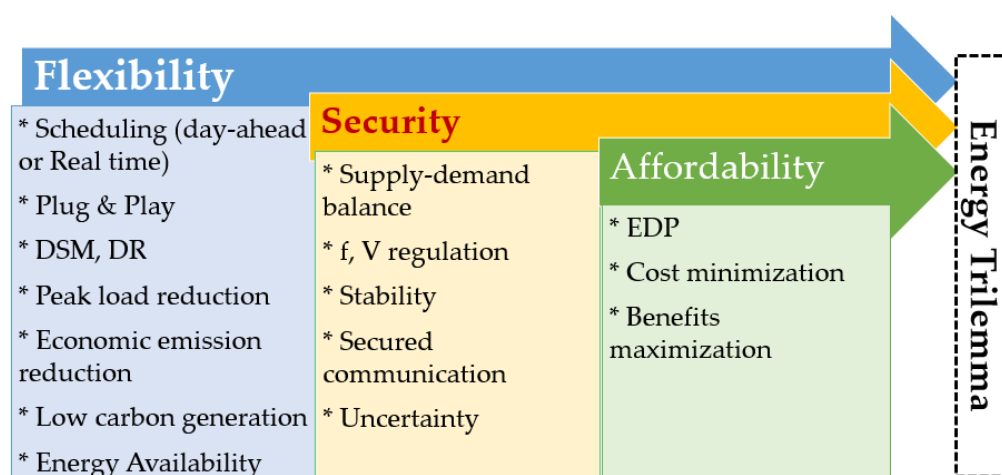 Flexibility
* Scheduling (day-ahead
or Real time)
* Plug & Play
* DSM, DR
* Peak load reduction
* Economic emission
reduction
* Low carbon generation
* Energy Availability
Security
* Supply-demand
balance
* f, V regulation
* Stability
* Secured
communication
* Uncertainty
Affordability
* EDP
* Cost minimization
* Benefits
maximization
Energy Trilemma